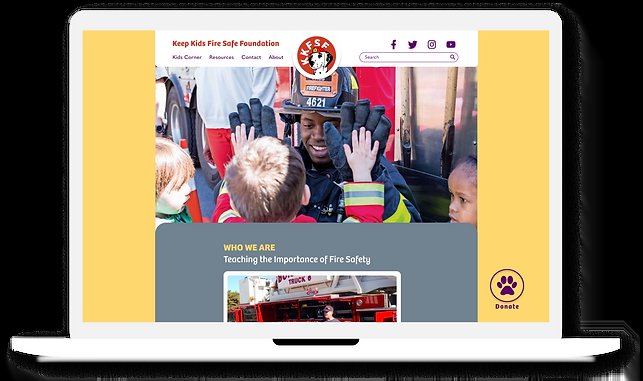 Keep Kids Fire Safe Foundation
Kids Corner Resources Contact About
KKFSF
Search
4621
FIREFIGHTER
WHO WE ARE
Teaching the Importance of Fire Safety
TRUCK 6
Donate